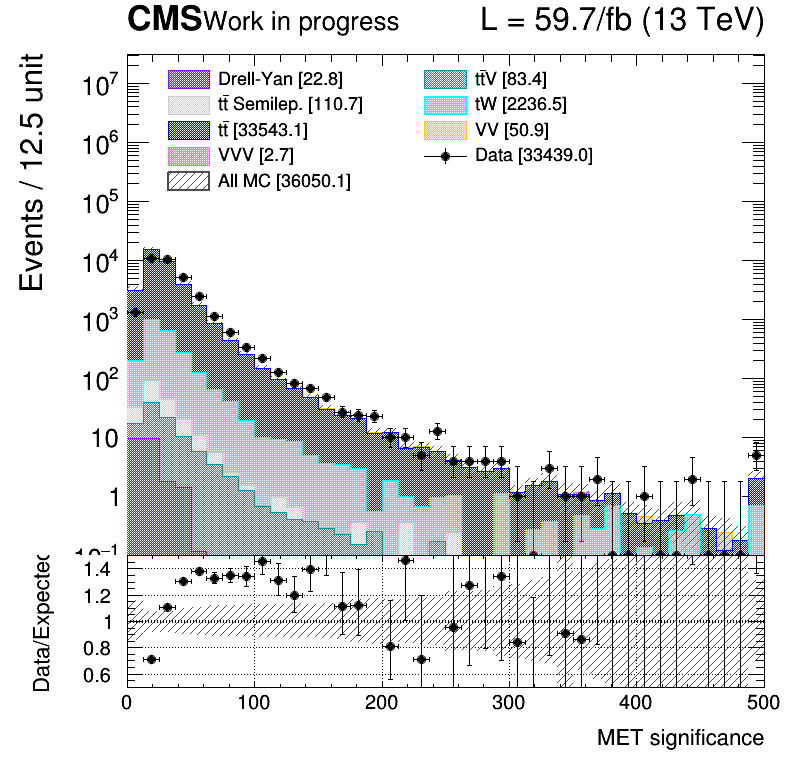 CMS Work in progress L = 59.7/fb (13 TeV)
Events / 12.5 unit
Drell-Yan [22.8]
tt̄ Semilep. [110.7]
tt̄ [33543.1]
VVV [2.7]
All MC [36050.1]
tt̄V [83.4]
tW [2236.5]
VV [50.9]
Data [33439.0]
10⁷
10⁶
10⁵
10⁴
10³
10²
10
1
10⁻¹
Data/Expected
1.4
1.2
1
0.8
0.6
0 100 200 300 400 500
MET significance